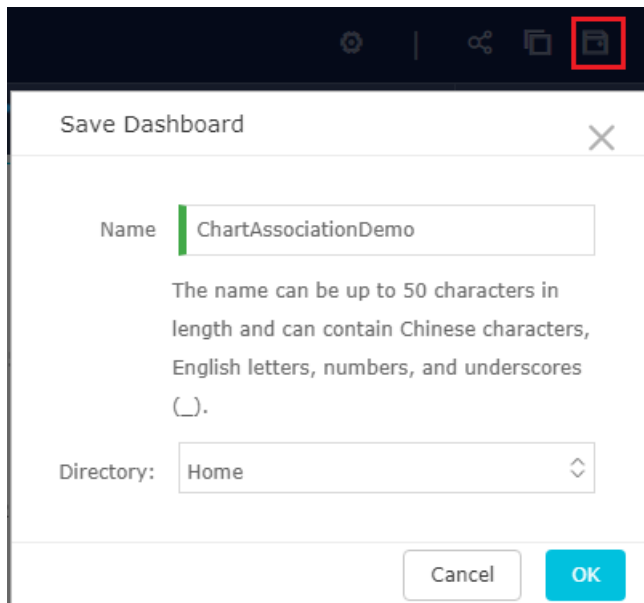 Save Dashboard
Name
ChartAssociationDemo
The name can be up to 50 characters in
length and can contain Chinese characters,
English letters, numbers, and underscores
(_).
Directory:
Home
Cancel
OK